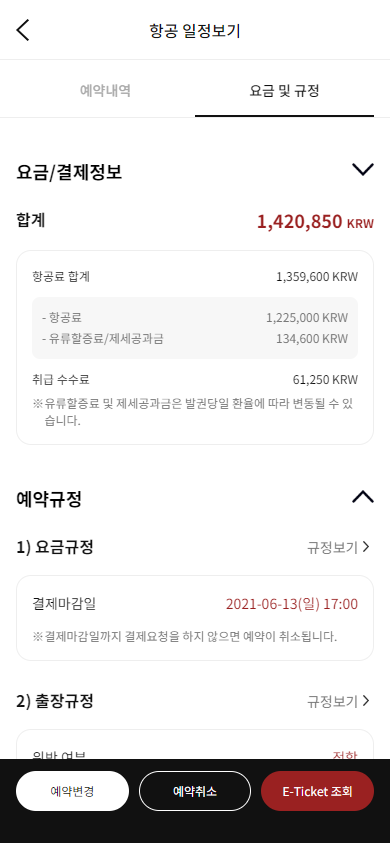 항공 일정보기
예약내역
요금 및 규정
요금/결제정보
합계
1,420,850 KRW
항공료 합계
1,359,600 KRW
- 항공료
1,225,000 KRW
- 유류할증료/제세공과금
134,600 KRW
취급 수수료
61,250 KRW
※유류할증료 및 제세공과금은 발권당일 환율에 따라 변동될 수 있
습니다.
예약규정
1) 요금규정
규정보기
결제마감일
2021-06-13(일) 17:00
※결제마감일까지 결제요청을 하지 않으면 예약이 취소됩니다.
2) 출장규정
규정보기
위반 여부
예약변경
예약취소
E-Ticket 조회